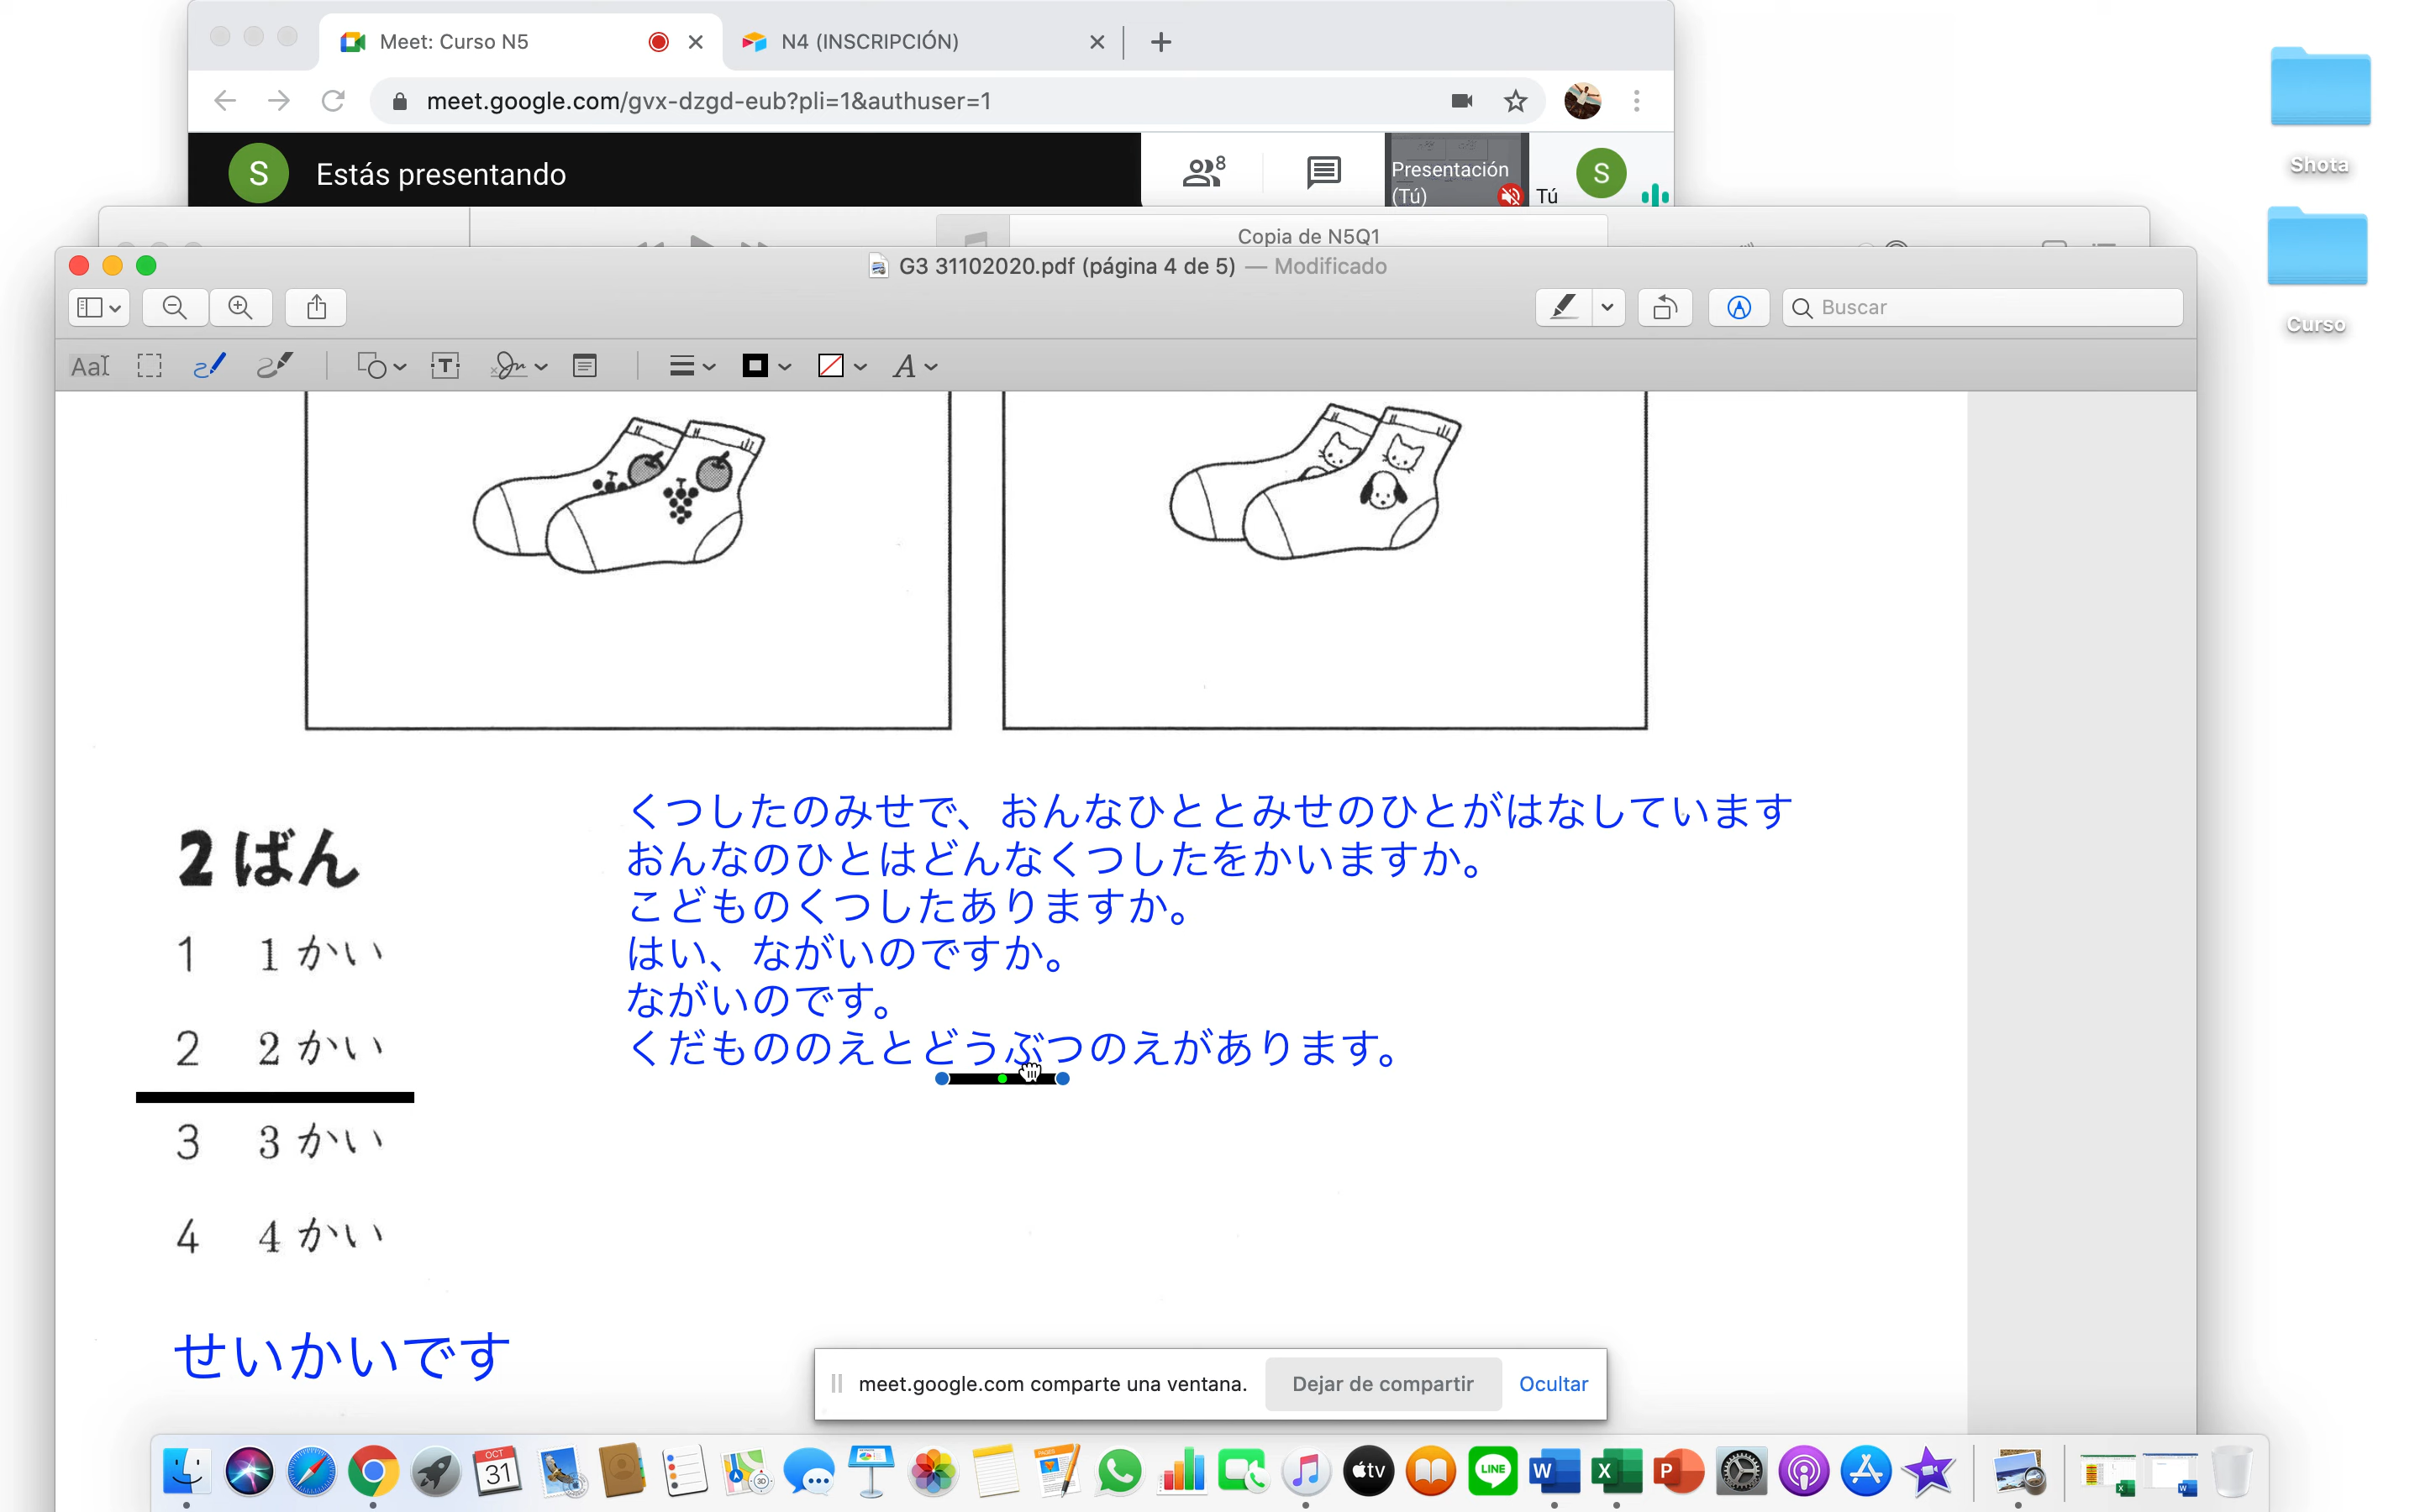 Meet: Curso N5
N4 (INSCRIPCIÓN)
meet.google.com/gvx-dzgd-eub?pli=1&authuser=1
S
Estás presentando
8
Presentación
(Tú)
Tú
S
Shota
Curso
Copia de N5Q1
G3 31102020.pdf (página 4 de 5) — Modificado
Buscar
AaI
T
A
くつしたのみせで、おんなひととみせのひとがはなしています
おんなのひとはどんなくつしたをかいますか。
こどものくつしたありますか。
はい、ながいのですか。
ながいのです。
くだもののえとどうぶつのえがあります。
2ばん
1 1かい
2 2かい
3 3かい
4 4かい
せいかいです
meet.google.com comparte una ventana.
Dejar de compartir
Ocultar
OCT
31
3D
PAGES
tv
LINE
W
X
P
X
W